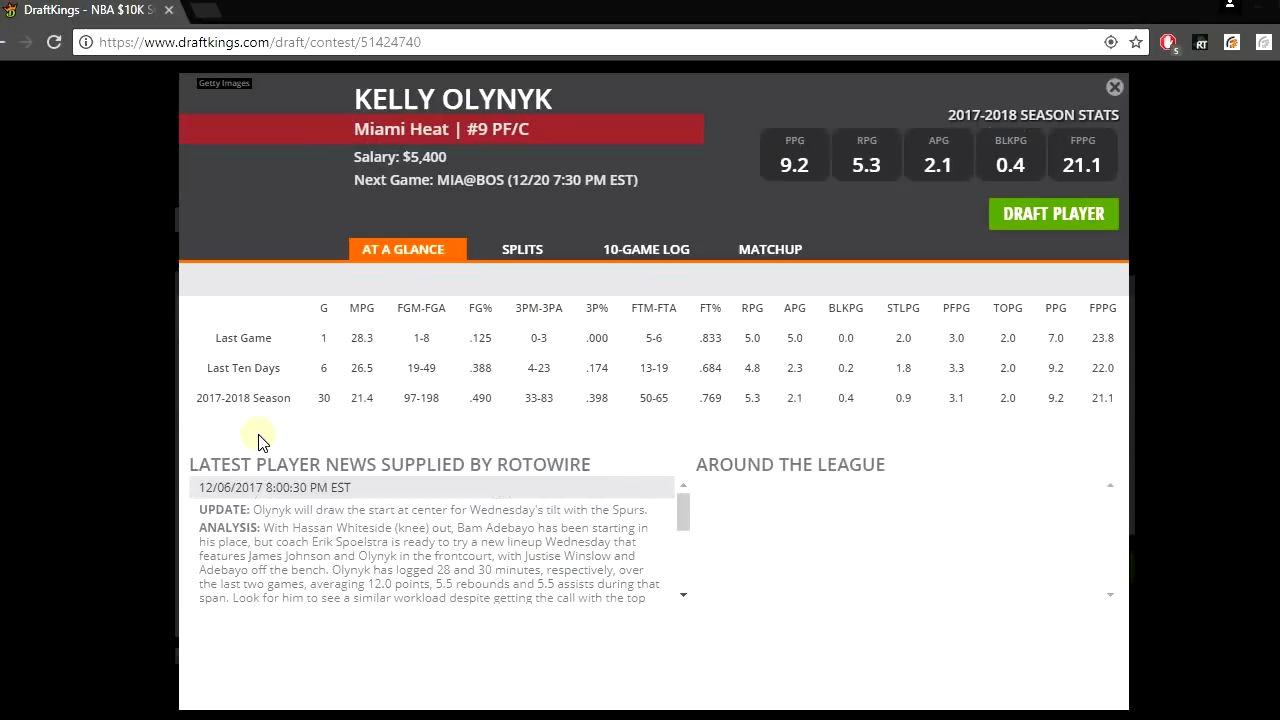 DraftKings - NBA $10K S
https://www.draftkings.com/draft/contest/51424740
5
RT
Getty Images
KELLY OLYNYK
Miami Heat | #9 PF/C
Salary: $5,400
Next Game: MIA@BOS (12/20 7:30 PM EST)
2017-2018 SEASON STATS
PPG RPG APG BLKPG FPPG
9.2 5.3 2.1 0.4 21.1
DRAFT PLAYER
AT A GLANCE SPLITS 10-GAME LOG MATCHUP
G MPG FGM-FGA FG% 3PM-3PA 3P% FTM-FTA FT% RPG APG BLKPG STLPG PFPG TOPG PPG FPPG
Last Game 1 28.3 1-8 .125 0-3 .000 5-6 .833 5.0 5.0 0.0 2.0 3.0 2.0 7.0 23.8
Last Ten Days 6 26.5 19-49 .388 4-23 .174 13-19 .684 4.8 2.3 0.2 1.8 3.3 2.0 9.2 22.0
2017-2018 Season 30 21.4 97-198 .490 33-83 .398 50-65 .769 5.3 2.1 0.4 0.9 3.1 2.0 9.2 21.1
LATEST PLAYER NEWS SUPPLIED BY ROTOWIRE
12/06/2017 8:00:30 PM EST
UPDATE: Olynyk will draw the start at center for Wednesday's tilt with the Spurs.
ANALYSIS: With Hassan Whiteside (knee) out, Bam Adebayo has been starting in
his place, but coach Erik Spoelstra is ready to try a new lineup Wednesday that
features James Johnson and Olynyk in the frontcourt, with Justise Winslow and
Adebayo off the bench. Olynyk has logged 28 and 30 minutes, respectively, over
the last two games, averaging 12.0 points, 5.5 rebounds and 5.5 assists during that
span. Look for him to see a similar workload despite getting the call with the top
AROUND THE LEAGUE